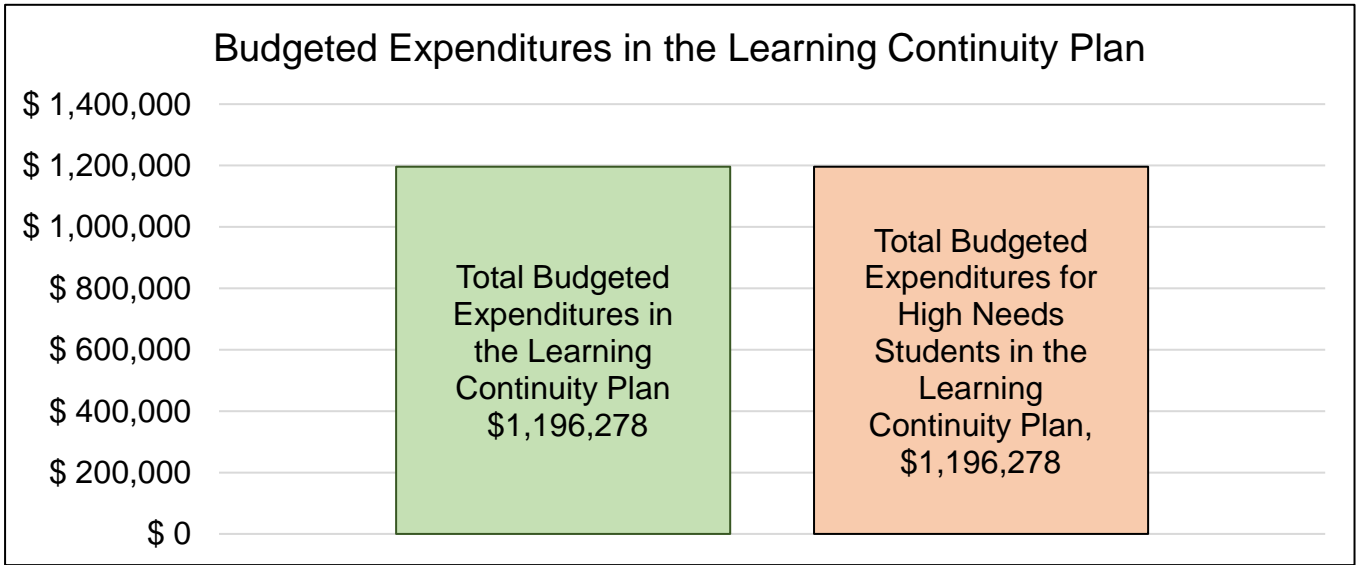 Budgeted Expenditures in the Learning Continuity Plan
$ 1,400,000
$ 1,200,000
$ 1,000,000
$ 800,000
$ 600,000
$ 400,000
$ 200,000
$ 0
Total Budgeted
Expenditures in
the Learning
Continuity Plan
$1,196,278
Total Budgeted
Expenditures for
High Needs
Students in the
Learning
Continuity Plan,
$1,196,278